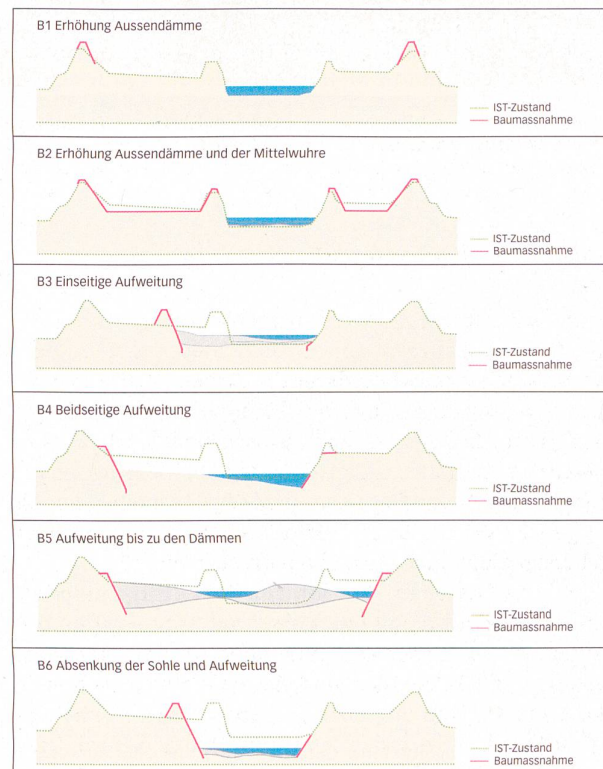 B1 Erhöhung Aussendämme
IST-Zustand
Baumassnahme
B2 Erhöhung Aussendämme und der Mittelwuhre
IST-Zustand
Baumassnahme
B3 Einseitige Aufweitung
IST-Zustand
Baumassnahme
B4 Beidseitige Aufweitung
IST-Zustand
Baumassnahme
B5 Aufweitung bis zu den Dämmen
IST-Zustand
Baumassnahme
B6 Absenkung der Sohle und Aufweitung
IST-Zustand
Baumassnahme